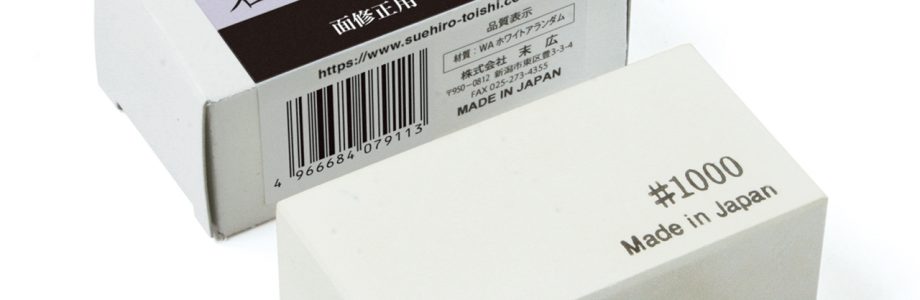 面修正用
https://www.suehiro-toishi.c
品質表示
材質:WAホワイトアランダム
株式会社 末広
〒950-0812 新潟市東区豊3-3-4
FAX 025-273-4355
MADE IN JAPAN
4 966684 079113
#1000
Made in Japan